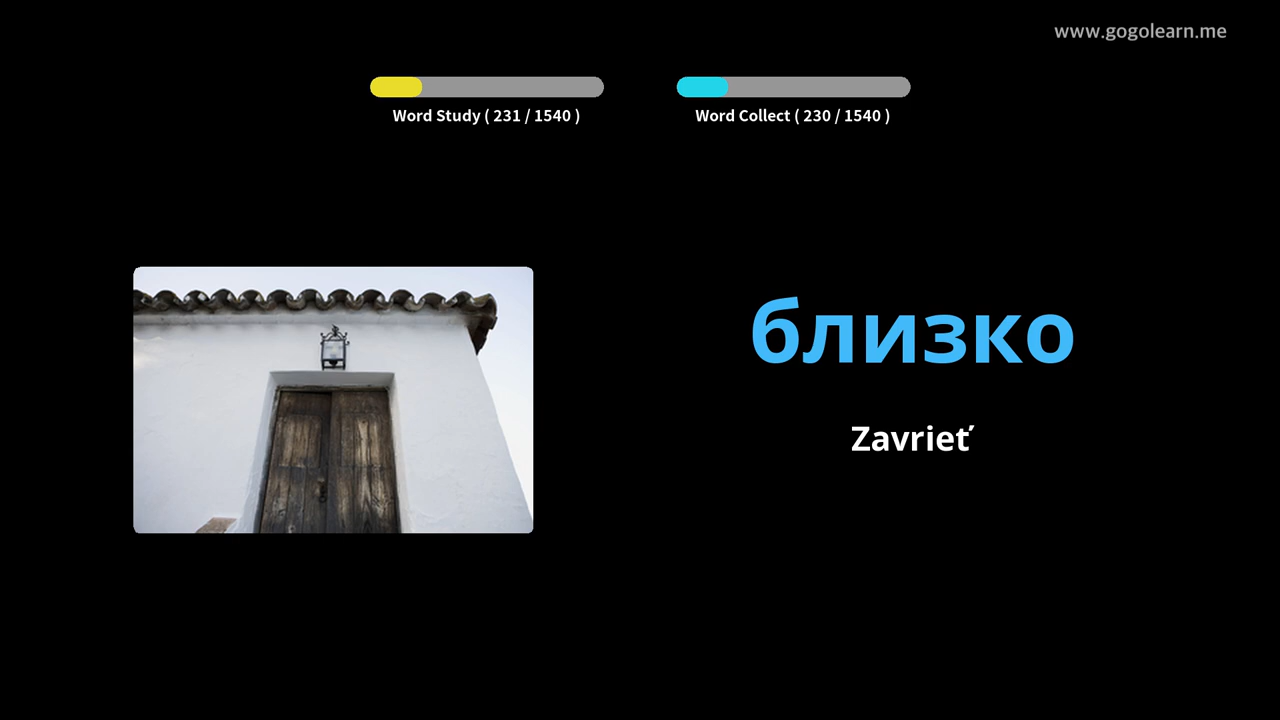 www.gogolearn.me
Word Study ( 231 / 1540 )
Word Collect ( 230 / 1540 )
близко
Zavrieť